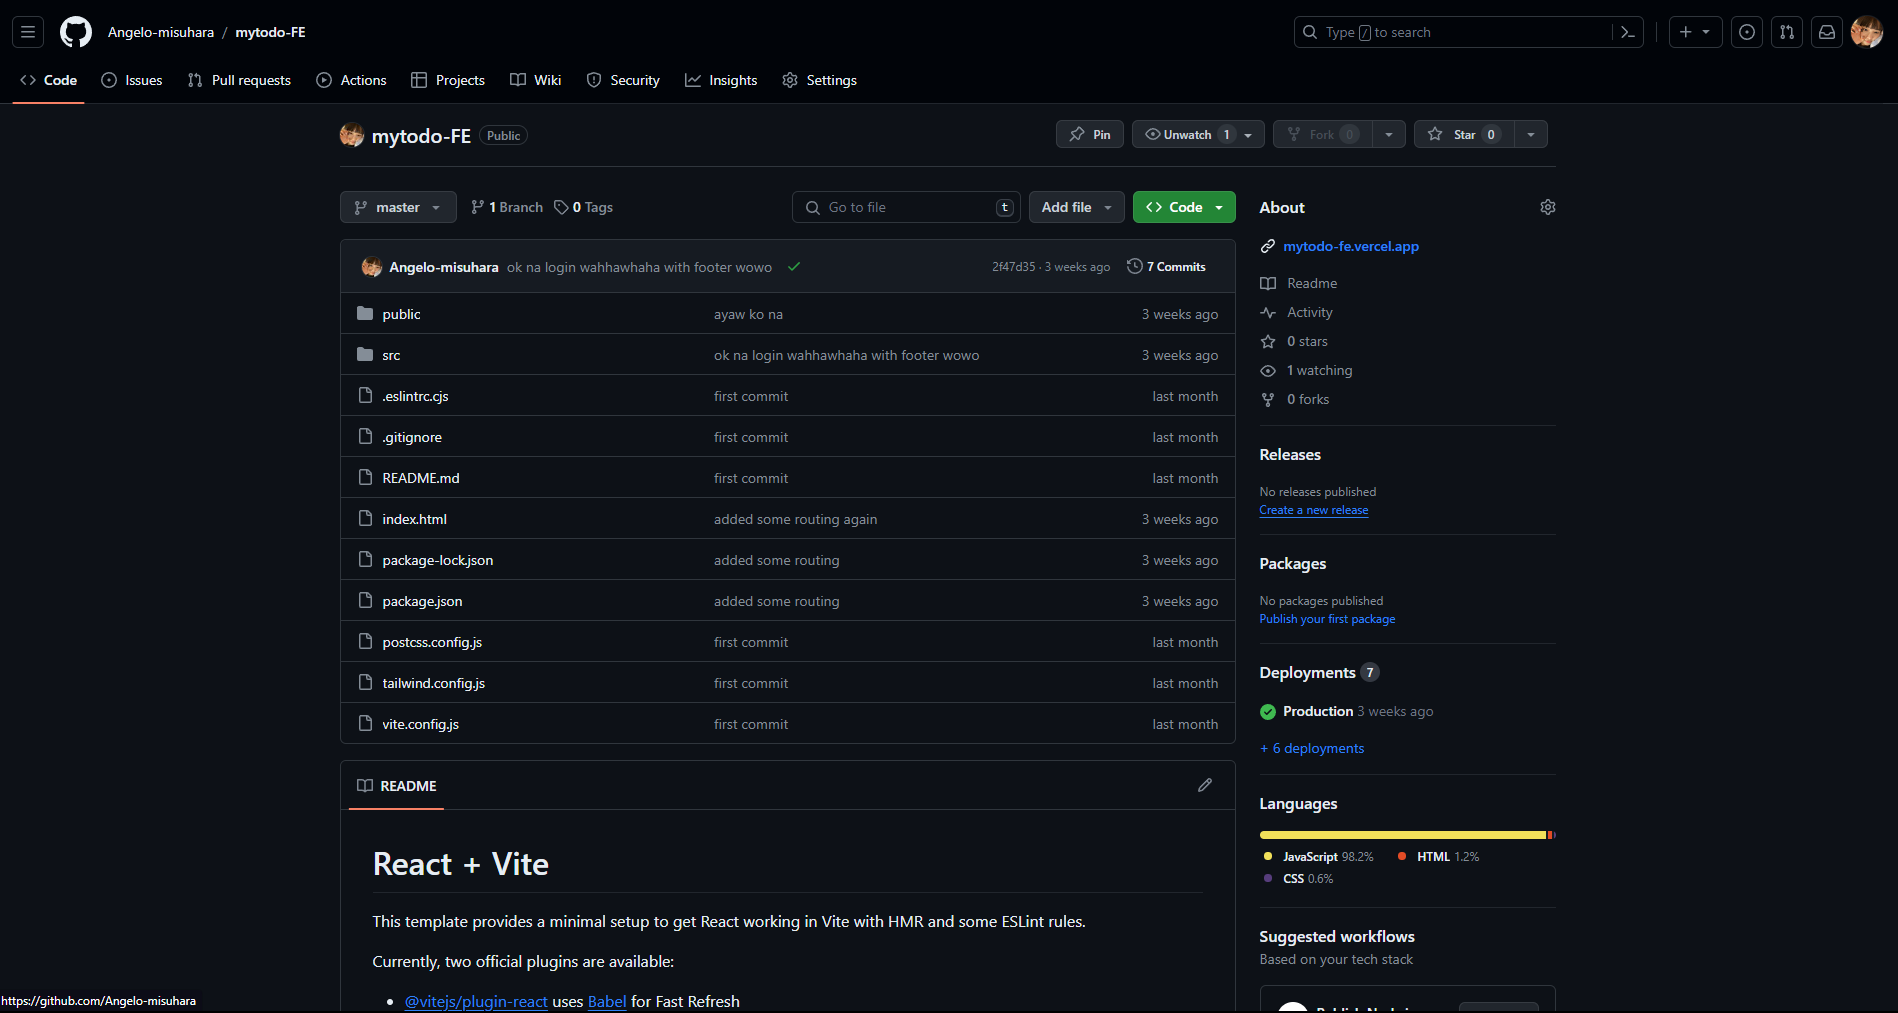 Angelo-misuhara / mytodo-FE
Type / to search
Code Issues Pull requests Actions Projects Wiki Security Insights Settings
mytodo-FE Public
Pin Unwatch 1 Fork 0 Star 0
master 1 Branch 0 Tags
Go to file t Add file Code
Angelo-misuhara ok na login wahhawhaha with footer wowo 2f47d35 · 3 weeks ago 7 Commits
public ayaw ko na 3 weeks ago
src ok na login wahhawhaha with footer wowo 3 weeks ago
.eslintrc.cjs first commit last month
.gitignore first commit last month
README.md first commit last month
index.html added some routing again 3 weeks ago
package-lock.json added some routing 3 weeks ago
package.json added some routing 3 weeks ago
postcss.config.js first commit last month
tailwind.config.js first commit last month
vite.config.js first commit last month
README
React + Vite
This template provides a minimal setup to get React working in Vite with HMR and some ESLint rules.
Currently, two official plugins are available:
• @vitejs/plugin-react uses Babel for Fast Refresh
About
mytodo-fe.vercel.app
Readme
Activity
0 stars
1 watching
0 forks
Releases
No releases published
Create a new release
Packages
No packages published
Publish your first package
Deployments 7
Production 3 weeks ago
+ 6 deployments
Languages
JavaScript 98.2% HTML 1.2%
CSS 0.6%
Suggested workflows
Based on your tech stack
https://github.com/Angelo-misuhara